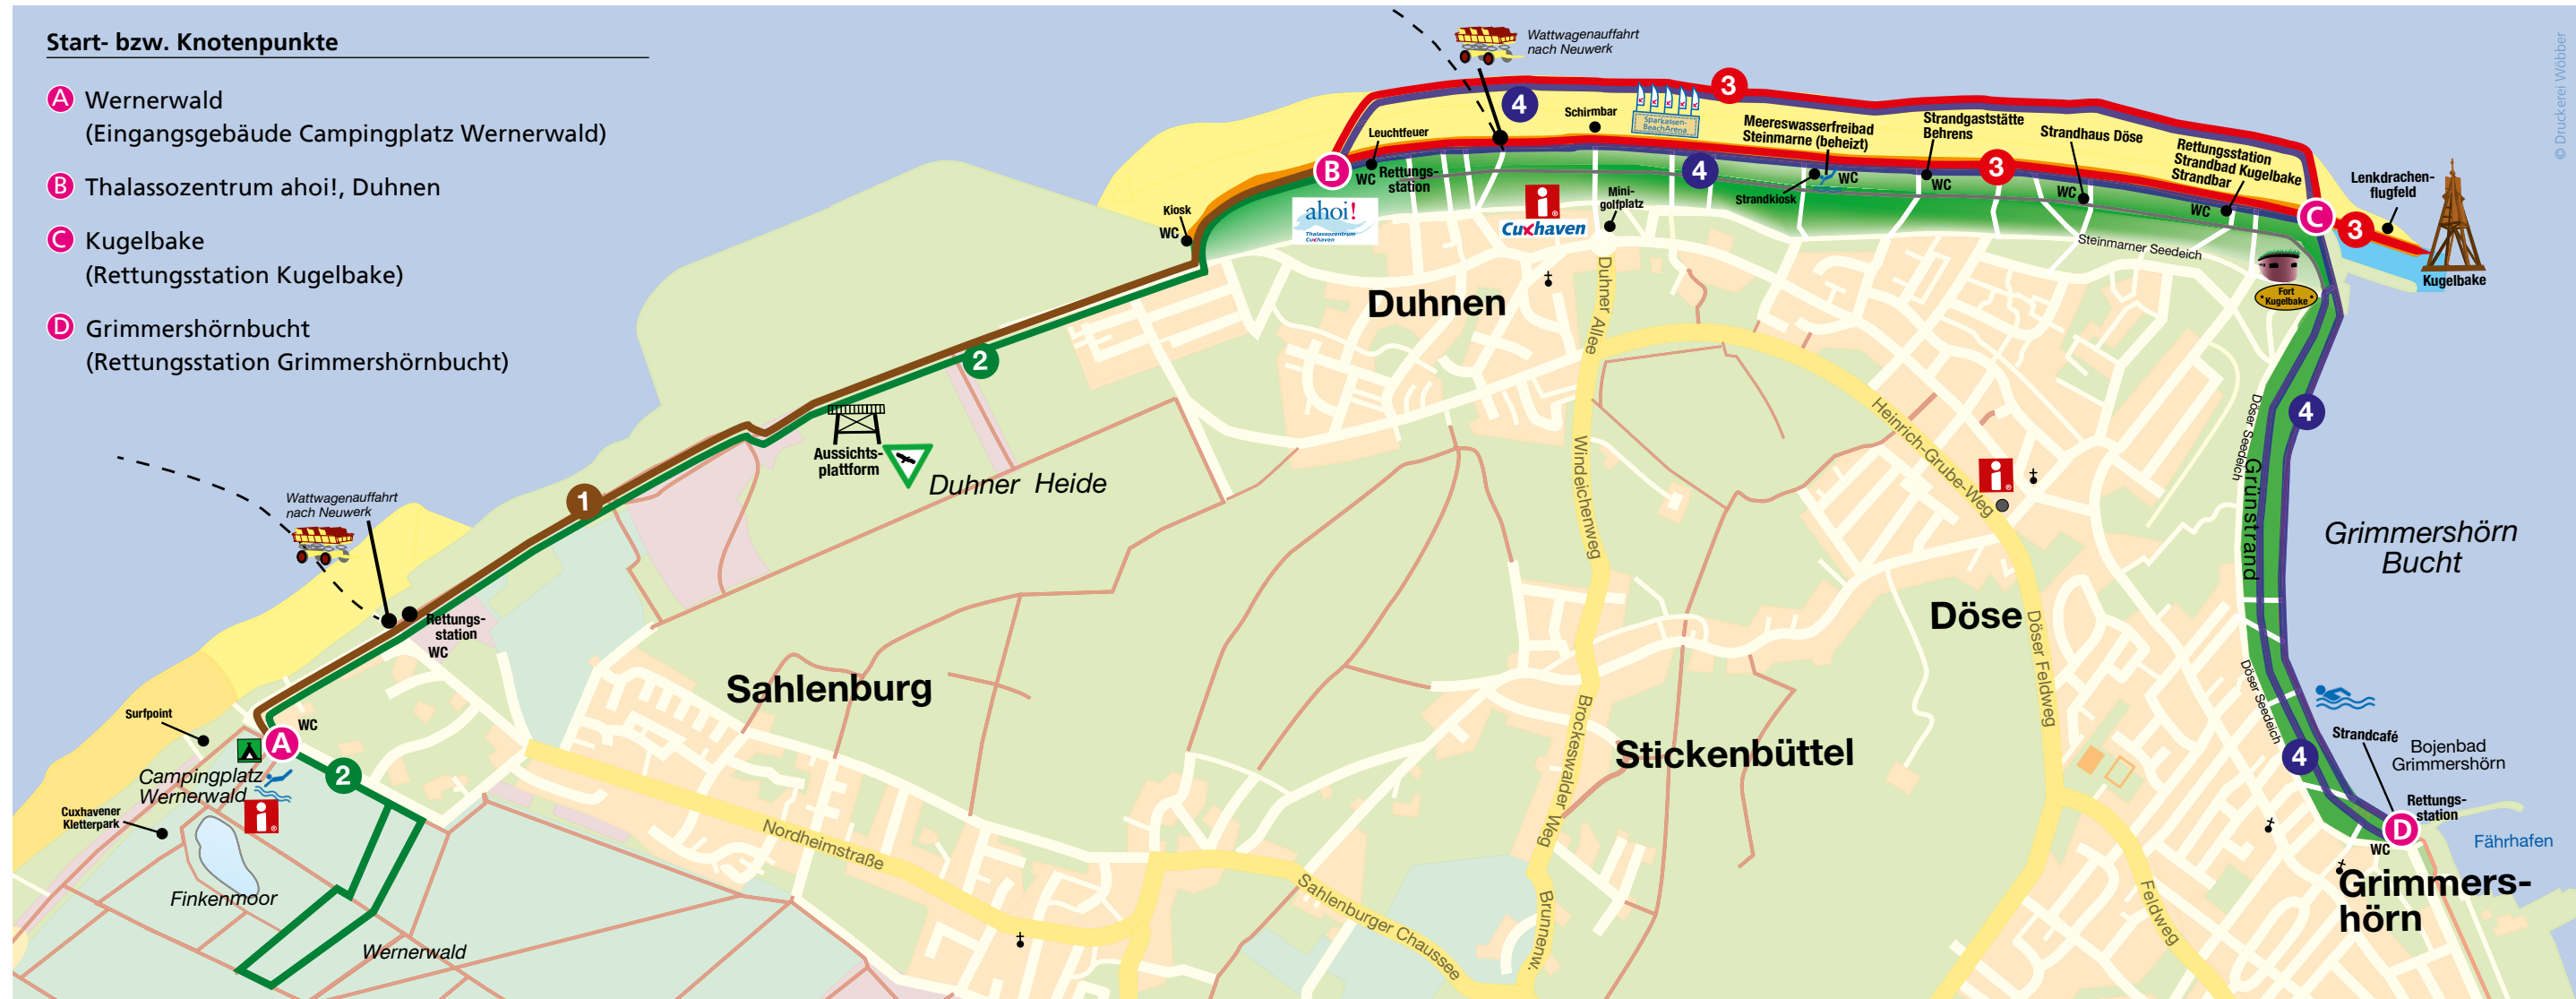 Start- bzw. Knotenpunkte
A Wernerwald
(Eingangsgebäude Campingplatz Wernerwald)
B Thalassozentrum ahoi!, Duhnen
C Kugelbake
(Rettungsstation Kugelbake)
D Grimmershörnbucht
(Rettungsstation Grimmershörnbucht)
© Druckerei Wöbber
Wattwagenauffahrt
nach Neuwerk
3
4
Schirmbar
Sparkassen-
BeachArena
Leuchtfeuer
Meereswasserfreibad
Steinmarne (beheizt)
Strandgaststätte
Behrens
Strandhaus Döse
Rettungsstation
Strandbad Kugelbake
Strandbar
Lenkdrachen-
flugfeld
B
WC
Rettungs-
station
4
3
WC
WC
WC
WC
Strandkiosk
Mini-
golfplatz
ahoi!
Thalassozentrum
Cuxhaven
i
Cuxhaven
C
3
Kugelbake
Steinmarner Seedeich
Fort
Kugelbake
Kiosk
WC
Duhnen
Duhner Allee
2
Heinrich-Grube-Weg
Döser Seedeich
4
Aussichts-
plattform
Duhner Heide
Windeichenweg
i
Grünstrand
Grimmershörn
Bucht
1
Wattwagenauffahrt
nach Neuwerk
Rettungs-
station
WC
Döse
Döser Feldweg
Sahlenburg
Stickenbüttel
Brockeswalder Weg
Döser Seedeich
4
Strandcafé
Bojenbad
Grimmershörn
Rettungs-
station
D
WC
Fährhafen
Grimmers-
hörn
Surfpoint
WC
A
2
Campingplatz
Wernerwald
i
Cuxhavener
Kletterpark
Finkenmoor
Wernerwald
Nordheimstraße
Sahlenburger Chaussee
Brunnenw.
Feldweg